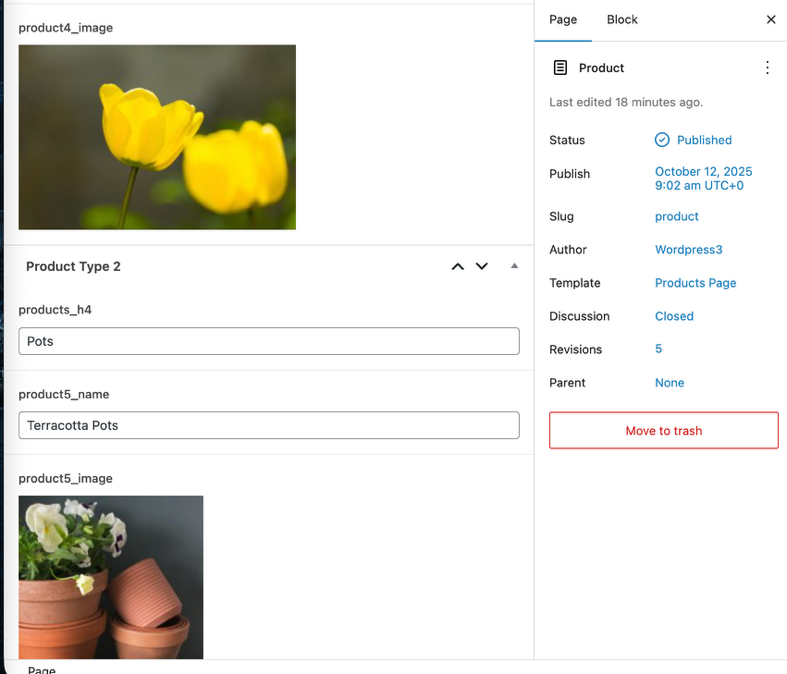 product4_image
Product Type 2
products_h4
Pots
product5_name
Terracotta Pots
product5_image
Page
Page Block
Product
Last edited 18 minutes ago.
Status Published
Publish October 12, 2025
9:02 am UTC+0
Slug product
Author Wordpress3
Template Products Page
Discussion Closed
Revisions 5
Parent None
Move to trash